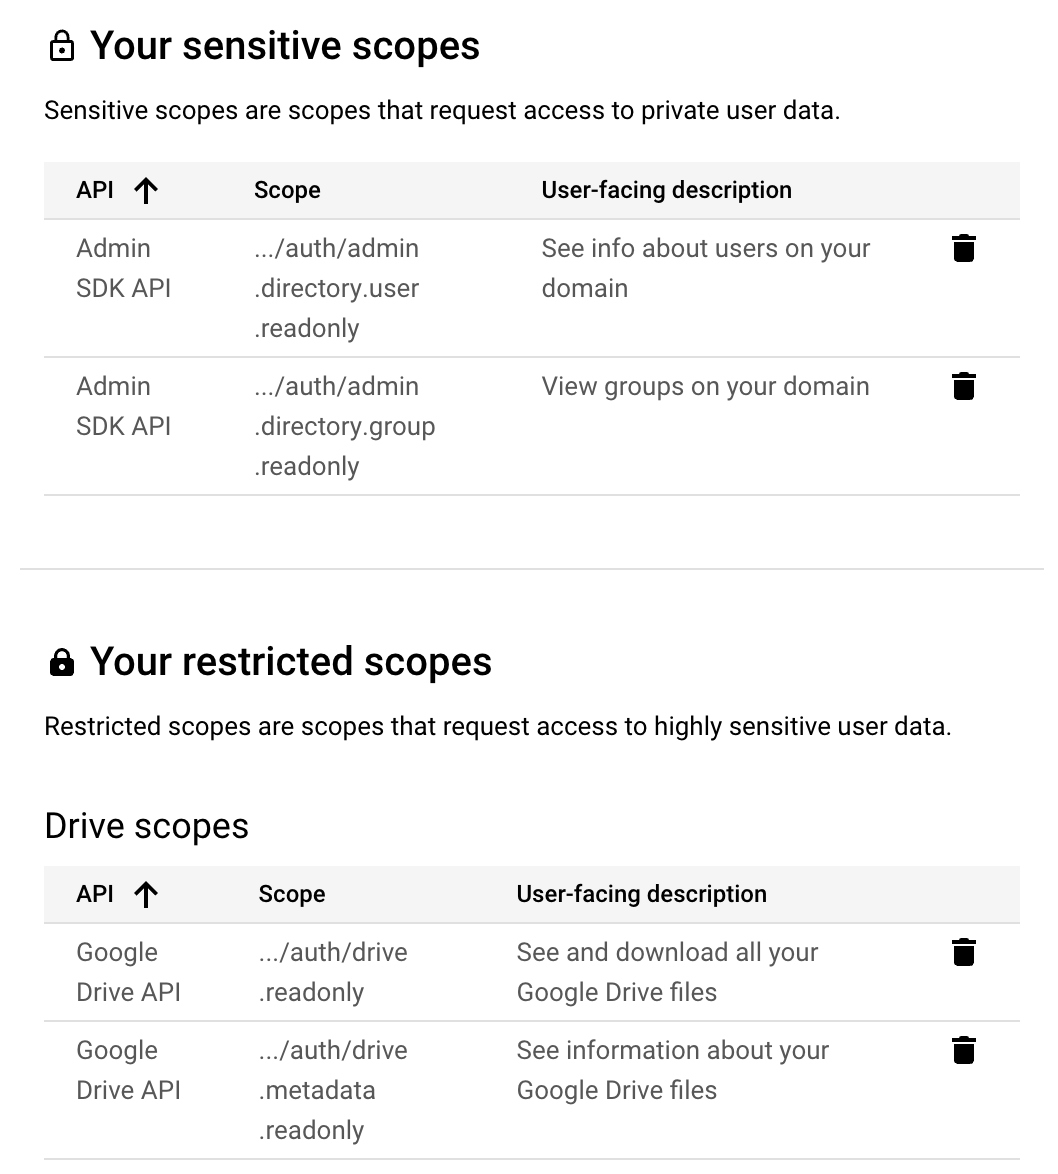 Your sensitive scopes
Sensitive scopes are scopes that request access to private user data.
API Scope User-facing description
Admin SDK API .../auth/admin.directory.user.readonly See info about users on your domain
Admin SDK API .../auth/admin.directory.group.readonly View groups on your domain
Your restricted scopes
Restricted scopes are scopes that request access to highly sensitive user data.
Drive scopes
API Scope User-facing description
Google Drive API .../auth/drive.readonly See and download all your Google Drive files
Google Drive API .../auth/drive.metadata.readonly See information about your Google Drive files